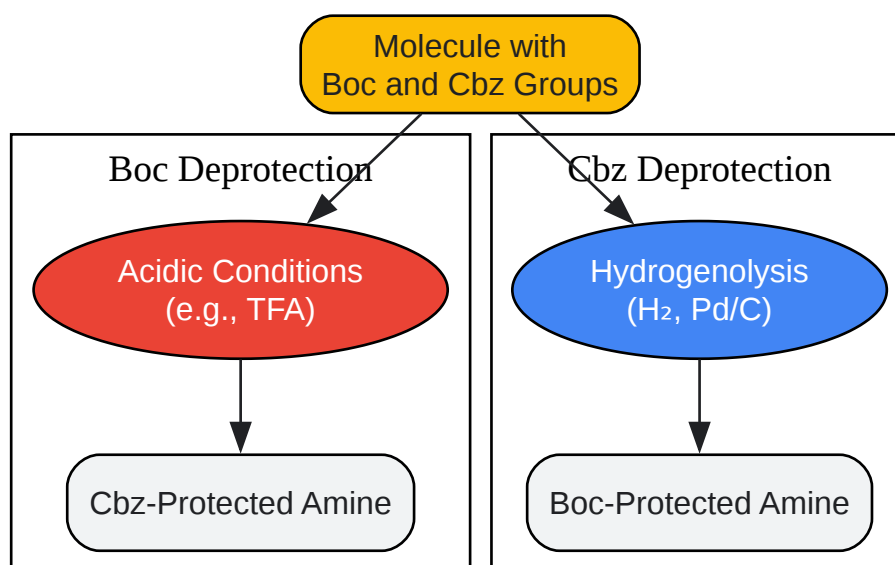 Molecule with
Boc and Cbz Groups
Boc Deprotection
Acidic Conditions
(e.g., TFA)
Cbz-Protected Amine
Cbz Deprotection
Hydrogenolysis
(H₂, Pd/C)
Boc-Protected Amine